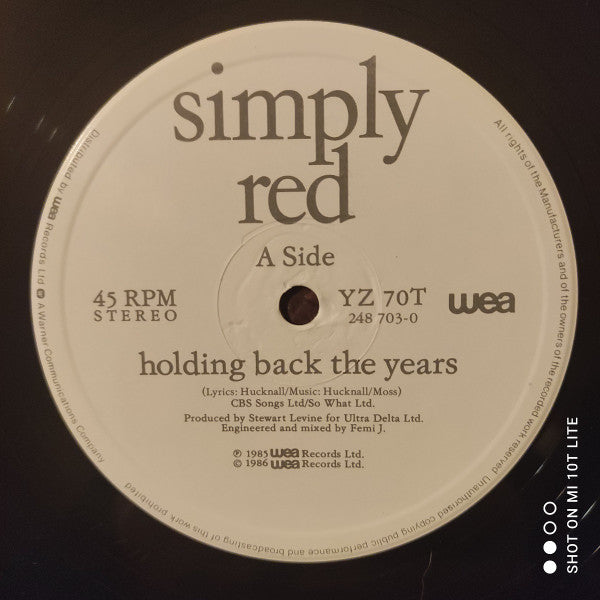 simply
red
A Side
45 RPM
STEREO
YZ 70T
248 703-0
wea
holding back the years
(Lyrics: Hucknall/Music: Hucknall/Moss)
CBS Songs Ltd/So What Ltd.
Produced by Stewart Levine for Ultra Delta Ltd.
Engineered and mixed by Femi J.
℗ 1985 wea Records Ltd.
© 1986 wea Records Ltd.
All rights of the Manufacturers and of the owners of the recorded work reserved. Unauthorised copying public performance and broadcasting of this work prohibited
Distributed by wea Records Ltd. A Warner Communications Company
SHOT ON MI 10T LITE